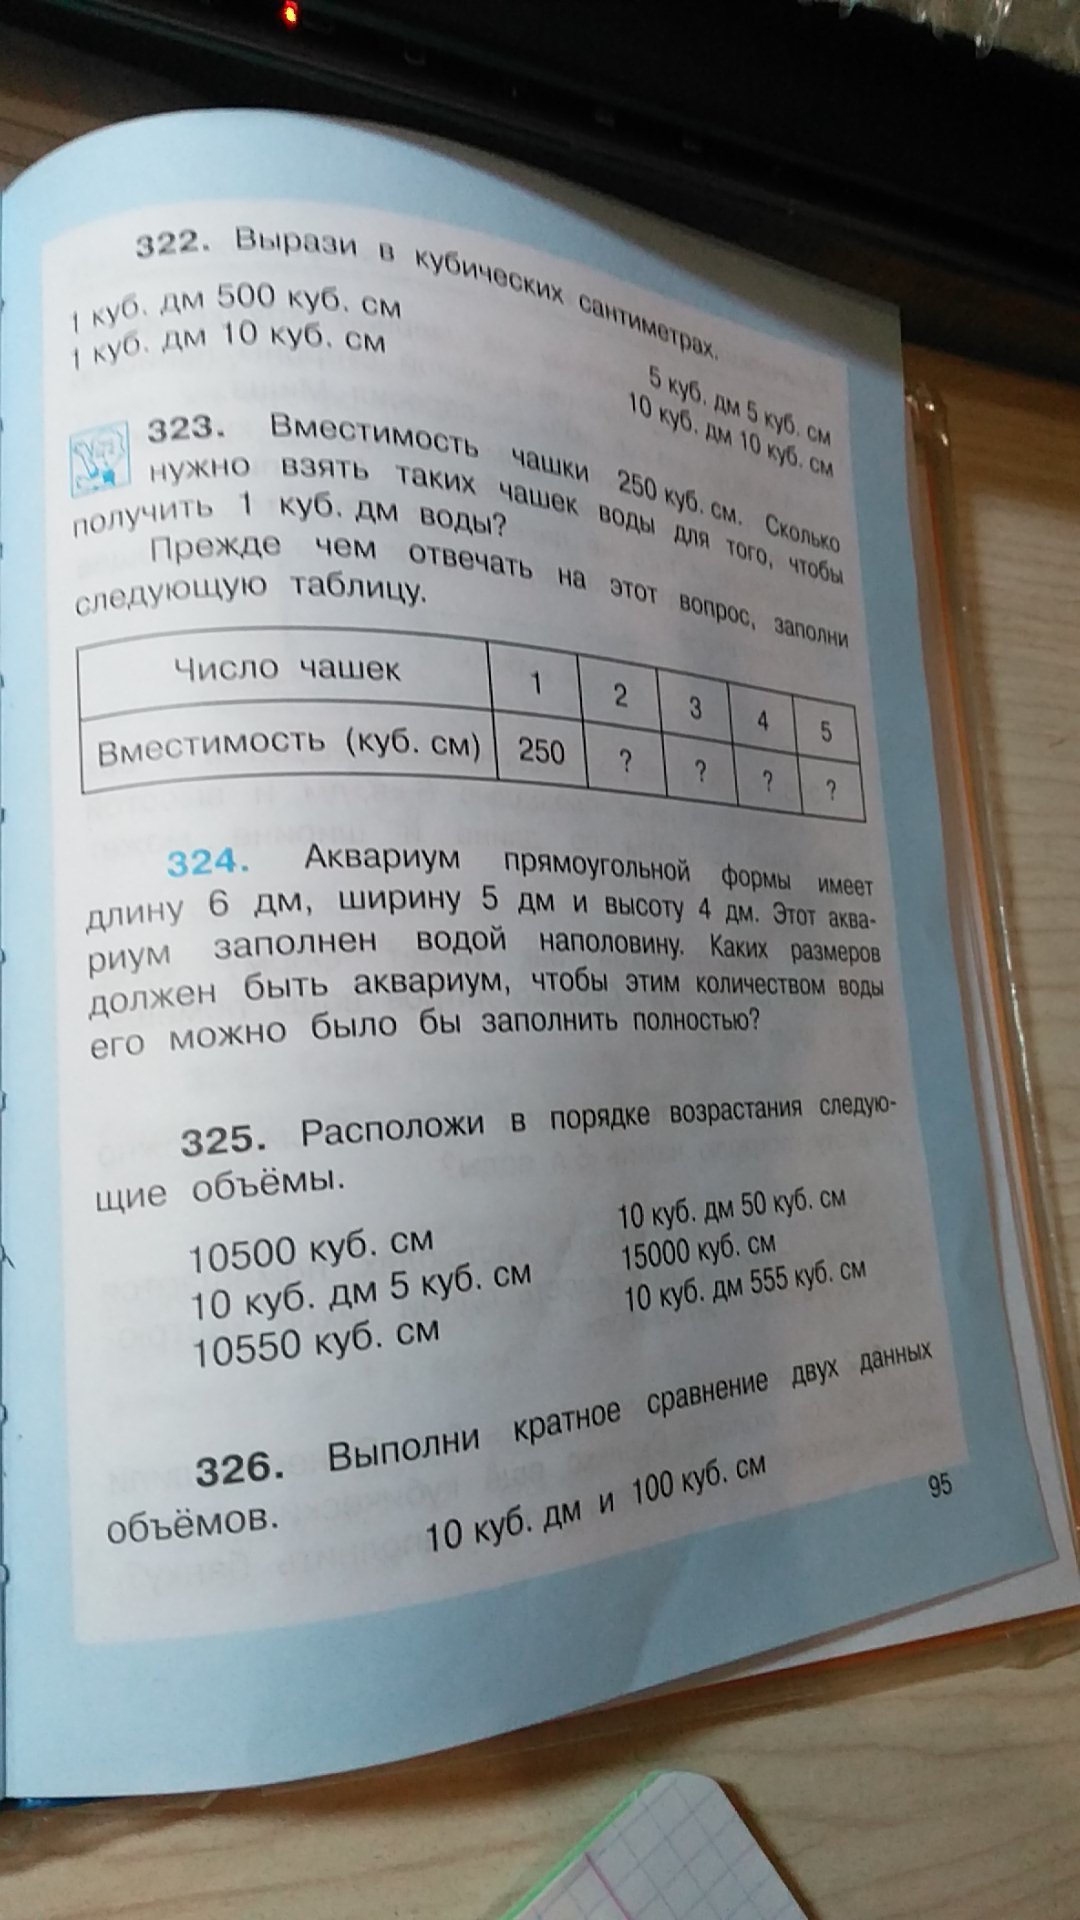 322. Вырази в кубических сантиметрах.
1 куб. дм 500 куб. см
1 куб. дм 10 куб. см
5 куб. дм 5 куб. см
10 куб. дм 10 куб. см
323. Вместимость чашки 250 куб. см. Сколько
нужно взять таких чашек воды для того, чтобы
получить 1 куб. дм воды?
Прежде чем отвечать на этот вопрос, заполни
следующую таблицу.
Число чашек 1 2 3 4 5
Вместимость (куб. см) 250 ? ? ? ?
324. Аквариум прямоугольной формы имеет
длину 6 дм, ширину 5 дм и высоту 4 дм. Этот аква-
риум заполнен водой наполовину. Каких размеров
должен быть аквариум, чтобы этим количеством воды
его можно было бы заполнить полностью?
325. Расположи в порядке возрастания следую-
щие объёмы.
10500 куб. см
10 куб. дм 5 куб. см
10550 куб. см
10 куб. дм 50 куб. см
15000 куб. см
10 куб. дм 555 куб. см
326. Выполни кратное сравнение двух данных
объёмов.
10 куб. дм и 100 куб. см
95